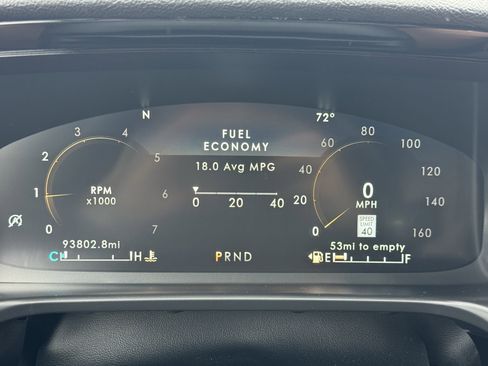 N
72°
FUEL
ECONOMY
18.0 Avg MPG
0 20 40
0 1 2 3 4 5 6 7
RPM
x1000
0 20 40 60 80 100 120 140 160
0
MPH
SPEED
LIMIT
40
93802.8mi
C H
PRND
53mi to empty
E F